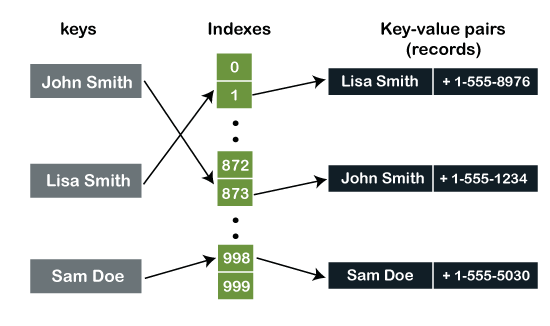 keys
Indexes
Key-value pairs
(records)
John Smith
Lisa Smith
Sam Doe
0
1
872
873
998
999
Lisa Smith + 1-555-8976
John Smith + 1-555-1234
Sam Doe + 1-555-5030